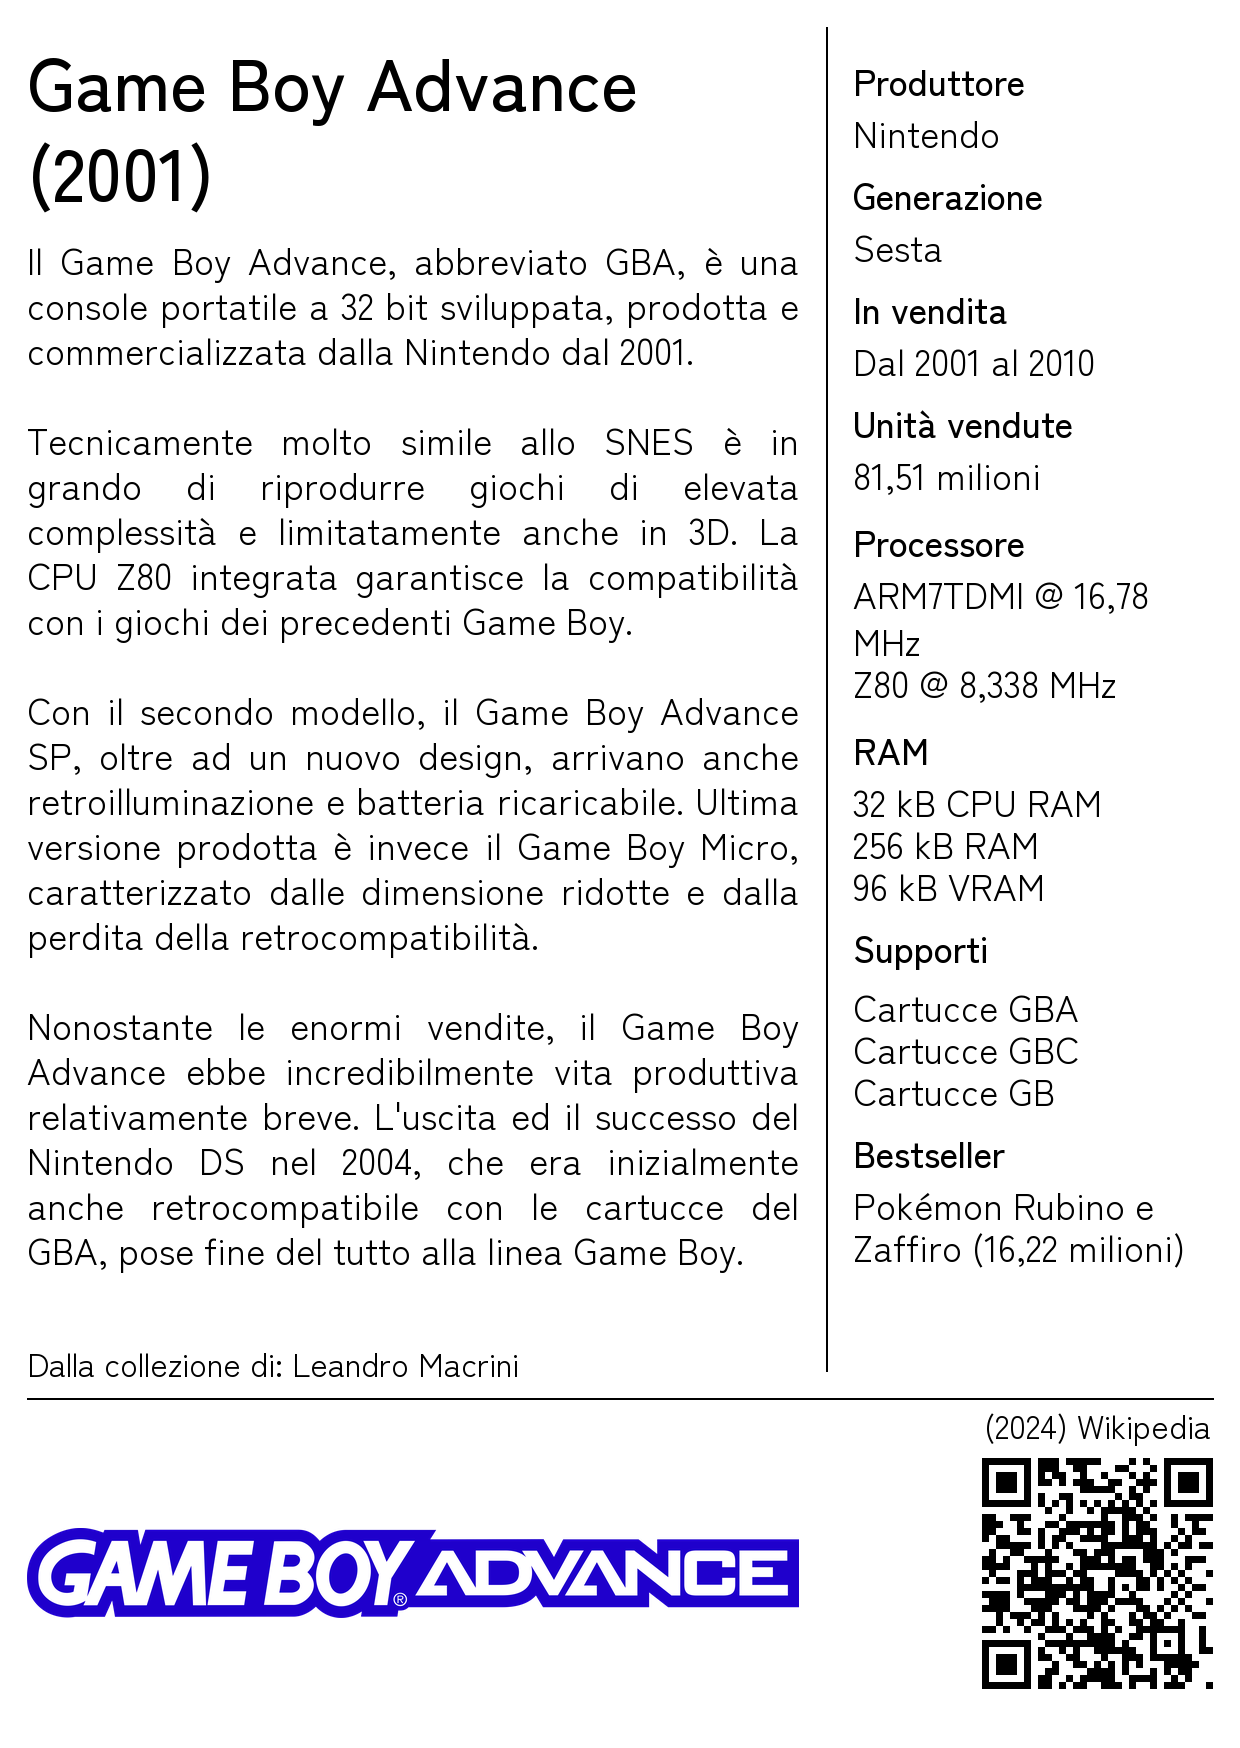 Game Boy Advance
(2001)
Il Game Boy Advance, abbreviato GBA, è una
console portatile a 32 bit sviluppata, prodotta e
commercializzata dalla Nintendo dal 2001.
Tecnicamente molto simile allo SNES è in
grando di riprodurre giochi di elevata
complessità e limitatamente anche in 3D. La
CPU Z80 integrata garantisce la compatibilità
con i giochi dei precedenti Game Boy.
Con il secondo modello, il Game Boy Advance
SP, oltre ad un nuovo design, arrivano anche
retroilluminazione e batteria ricaricabile. Ultima
versione prodotta è invece il Game Boy Micro,
caratterizzato dalle dimensione ridotte e dalla
perdita della retrocompatibilità.
Nonostante le enormi vendite, il Game Boy
Advance ebbe incredibilmente vita produttiva
relativamente breve. L'uscita ed il successo del
Nintendo DS nel 2004, che era inizialmente
anche retrocompatibile con le cartucce del
GBA, pose fine del tutto alla linea Game Boy.
Dalla collezione di: Leandro Macrini
Produttore
Nintendo
Generazione
Sesta
In vendita
Dal 2001 al 2010
Unità vendute
81,51 milioni
Processore
ARM7TDMI @ 16,78
MHz
Z80 @ 8,338 MHz
RAM
32 kB CPU RAM
256 kB RAM
96 kB VRAM
Supporti
Cartucce GBA
Cartucce GBC
Cartucce GB
Bestseller
Pokémon Rubino e
Zaffiro (16,22 milioni)
(2024) Wikipedia
GAME BOY® ADVANCE